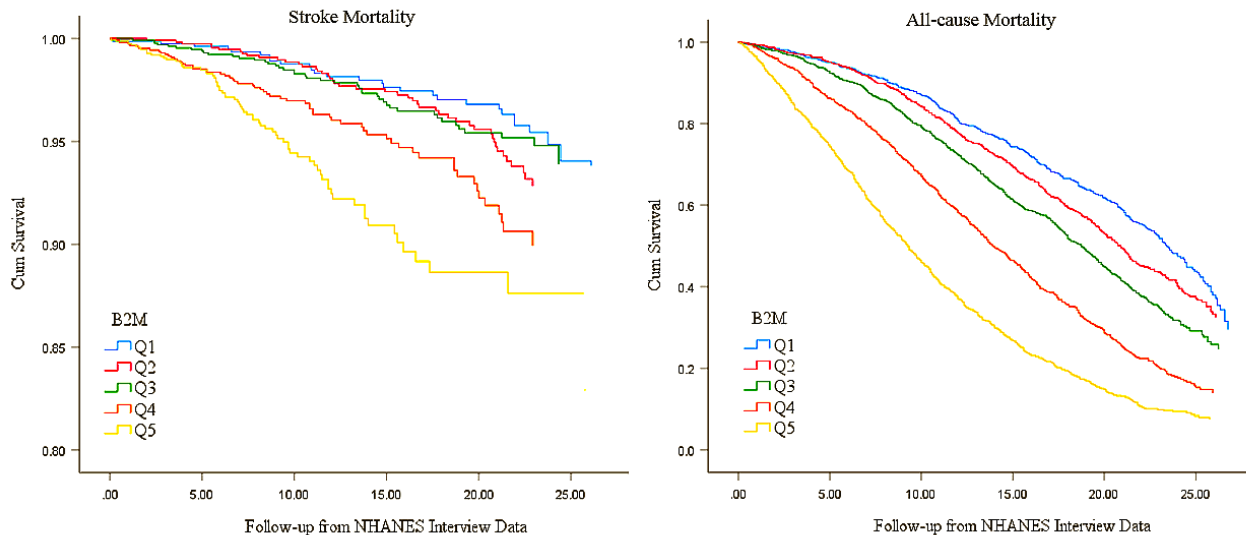 Stroke Mortality
1.00
0.95
0.90
0.85
0.80
Cum Survival
B2M
Q1
Q2
Q3
Q4
Q5
.00 5.00 10.00 15.00 20.00 25.00
Follow-up from NHANES Interview Data
All-cause Mortality
1.0
0.8
0.6
0.4
0.2
0.0
Cum Survival
B2M
Q1
Q2
Q3
Q4
Q5
.00 5.00 10.00 15.00 20.00 25.00
Follow-up from NHANES Interview Data